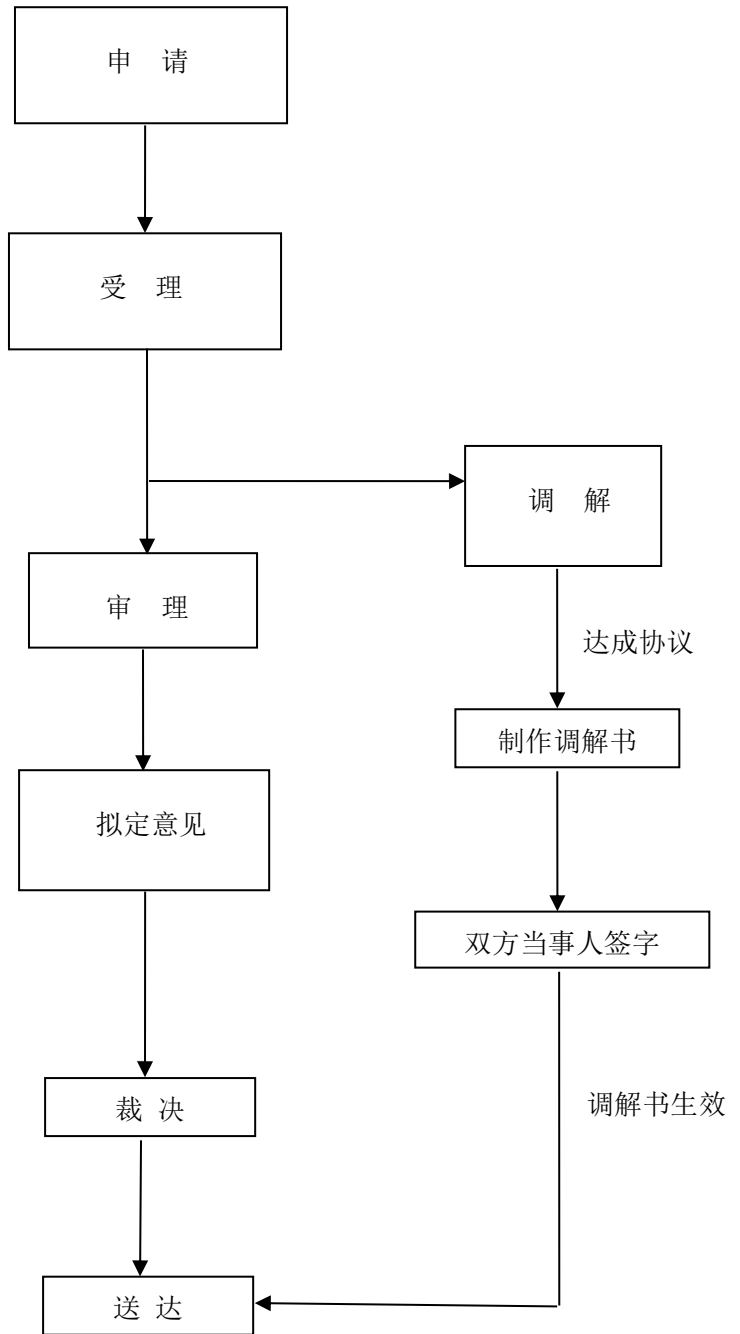 申 请
受 理
调 解
审 理
达成协议
制作调解书
拟定意见
双方当事人签字
裁 决
调解书生效
送 达